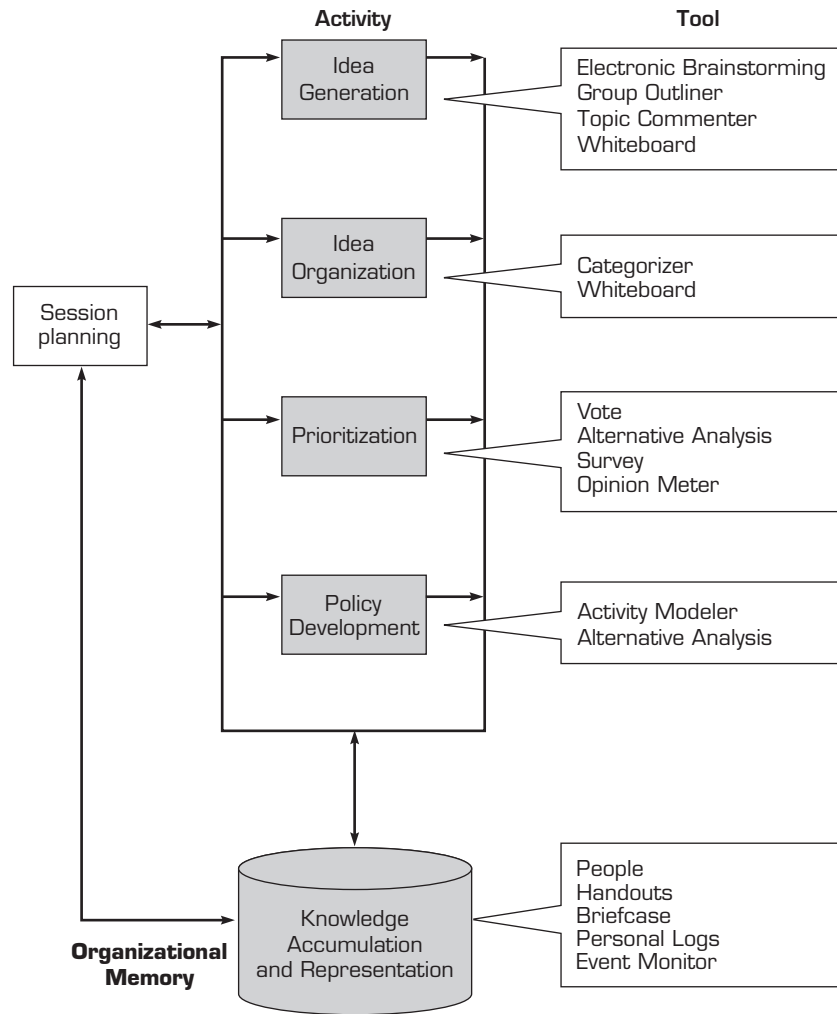 Activity
Tool
Idea
Generation
Electronic Brainstorming
Group Outliner
Topic Commenter
Whiteboard
Idea
Organization
Categorizer
Whiteboard
Session
planning
Prioritization
Vote
Alternative Analysis
Survey
Opinion Meter
Policy
Development
Activity Modeler
Alternative Analysis
Knowledge
Accumulation
and Representation
People
Handouts
Briefcase
Personal Logs
Event Monitor
Organizational
Memory